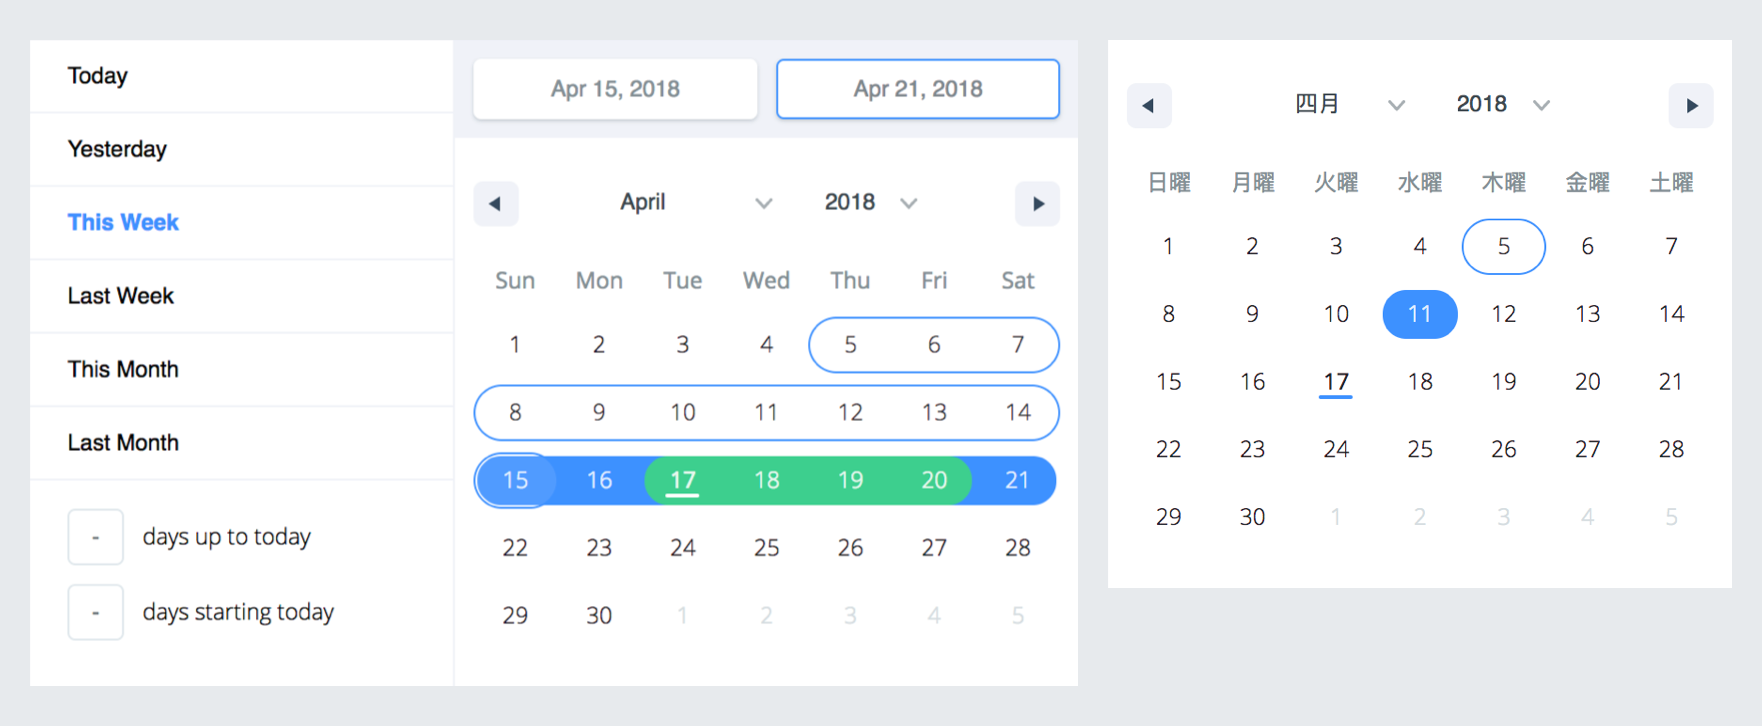 Today
Yesterday
This Week
Last Week
This Month
Last Month
- days up to today
- days starting today
Apr 15, 2018 Apr 21, 2018
April 2018
Sun Mon Tue Wed Thu Fri Sat
1 2 3 4 5 6 7
8 9 10 11 12 13 14
15 16 17 18 19 20 21
22 23 24 25 26 27 28
29 30 1 2 3 4 5
四月 2018
日曜 月曜 火曜 水曜 木曜 金曜 土曜
1 2 3 4 5 6 7
8 9 10 11 12 13 14
15 16 17 18 19 20 21
22 23 24 25 26 27 28
29 30 1 2 3 4 5